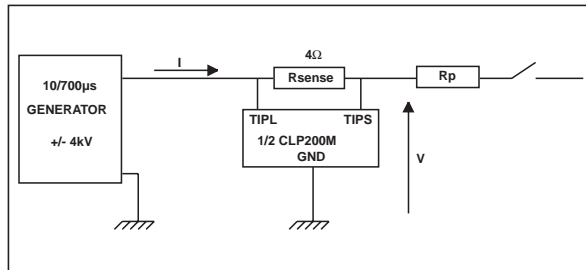 10/700µs
GENERATOR
+/- 4kV
I
4Ω
Rsense
Rp
TIPL TIPS
1/2 CLP200M
GND
V